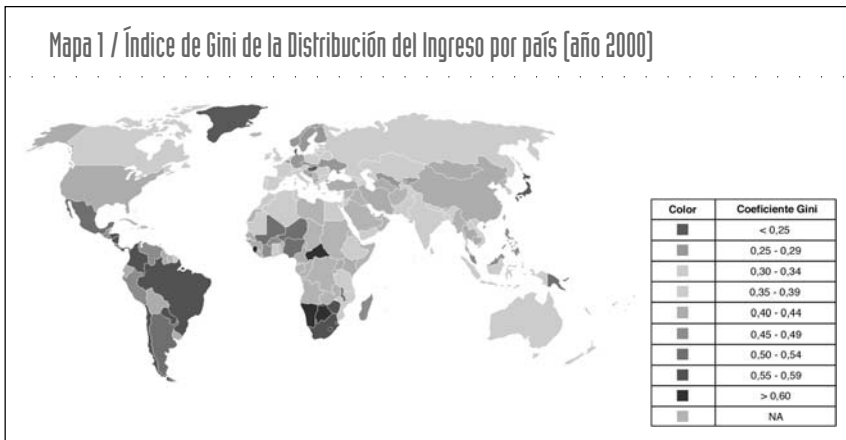 Mapa 1 / Índice de Gini de la Distribución del Ingreso por país (año 2000)
Color Coeficiente Gini
< 0,25
0,25 - 0,29
0,30 - 0,34
0,35 - 0,39
0,40 - 0,44
0,45 - 0,49
0,50 - 0,54
0,55 - 0,59
> 0,60
NA